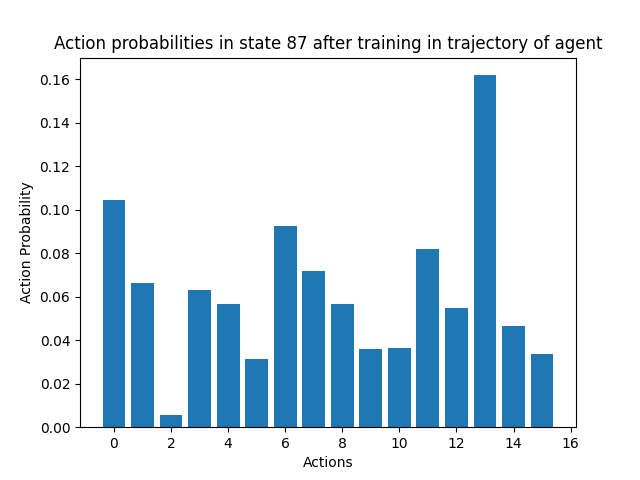 Action probabilities in state 87 after training in trajectory of agent
0.16
0.14
0.12
0.10
0.08
0.06
0.04
0.02
0.00
Action Probability
0 2 4 6 8 10 12 14 16
Actions